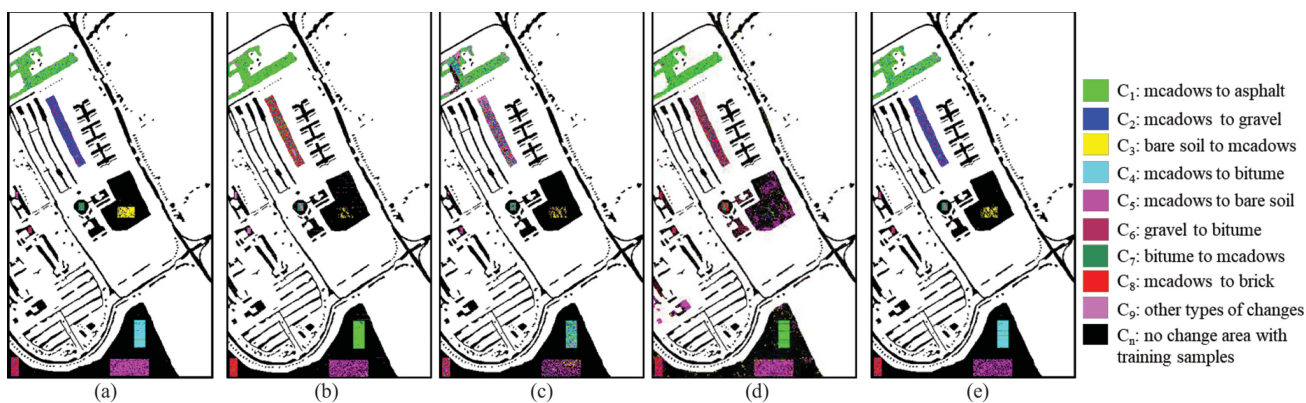 C1: mcadows to asphalt
C2: mcadows to gravel
C3: bare soil to mcadows
C4: mcadows to bitume
C5: mcadows to bare soil
C6: gravel to bitume
C7: bitume to mcadows
C8: mcadows to brick
C9: other types of changes
Cn: no change area with
training samples
(a) (b) (c) (d) (e)